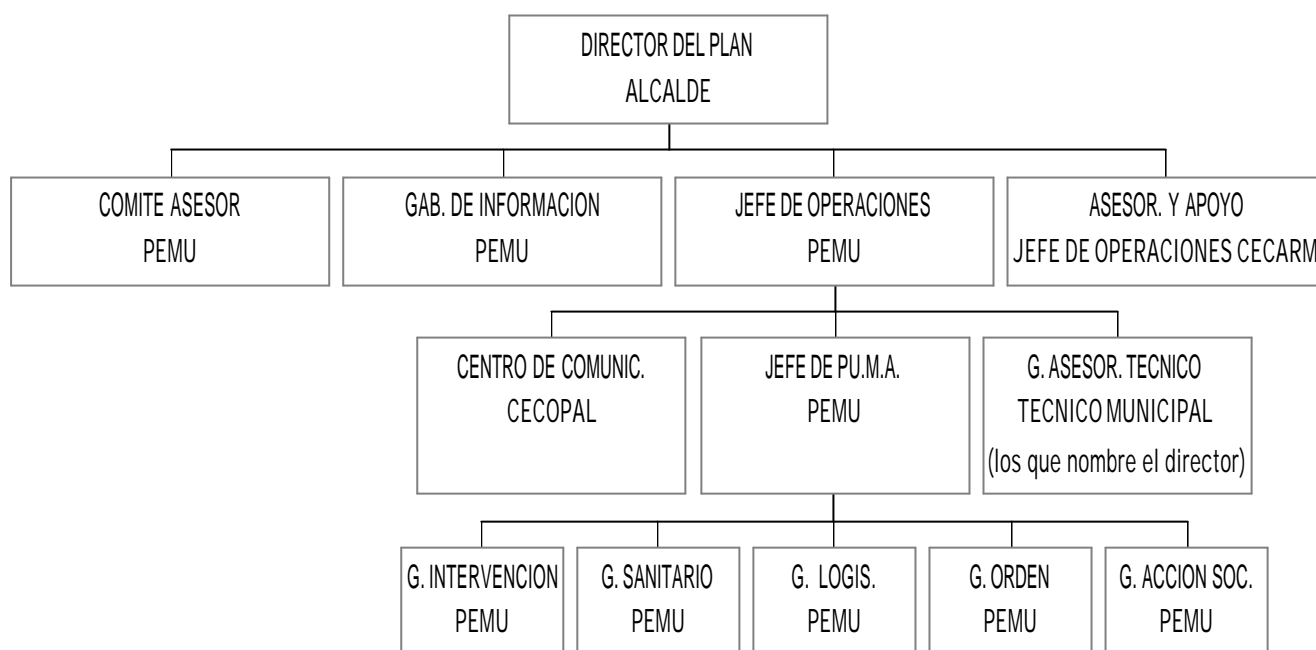 DIRECTOR DEL PLAN
ALCALDE
COMITE ASESOR
PEMU
GAB. DE INFORMACION
PEMU
JEFE DE OPERACIONES
PEMU
ASESOR. Y APOYO
JEFE DE OPERACIONES CECARM
CENTRO DE COMUNIC.
CECOPAL
JEFE DE PU.M.A.
PEMU
G. ASESOR. TECNICO
TECNICO MUNICIPAL
(los que nombre el director)
G. INTERVENCION
PEMU
G. SANITARIO
PEMU
G. LOGIS.
PEMU
G. ORDEN
PEMU
G. ACCION SOC.
PEMU